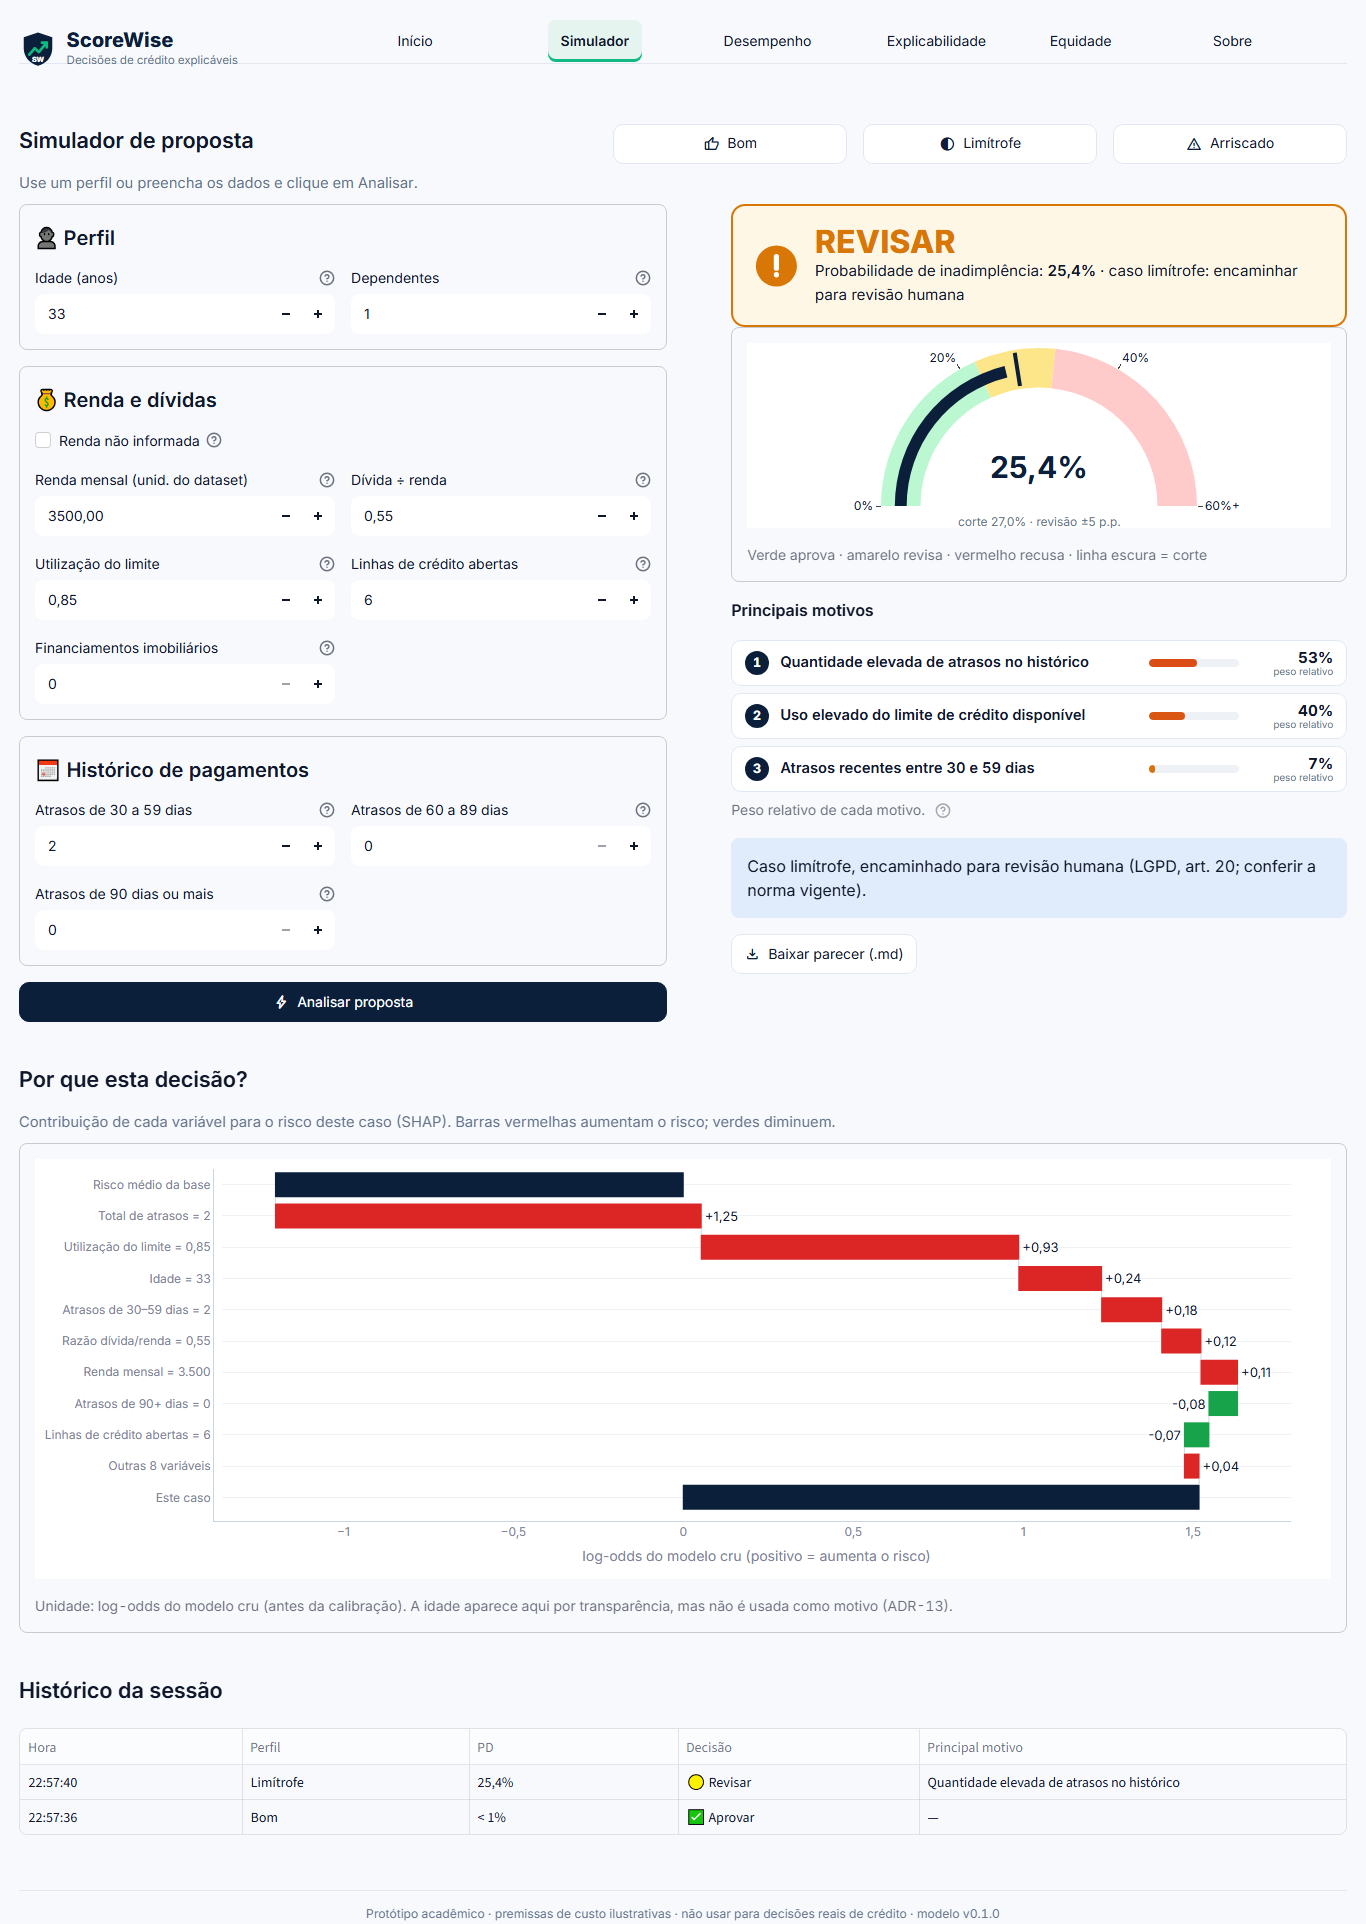 ScoreWise
Decisões de crédito explicáveis
SW
Início
Simulador
Desempenho
Explicabilidade
Equidade
Sobre
Simulador de proposta
Bom
Limítrofe
Arriscado
Use um perfil ou preencha os dados e clique em Analisar.
Perfil
Idade (anos)
Dependentes
33
1
Renda e dívidas
Renda não informada
Renda mensal (unid. do dataset)
Dívida ÷ renda
3500,00
0,55
Utilização do limite
Linhas de crédito abertas
0,85
6
Financiamentos imobiliários
0
Histórico de pagamentos
Atrasos de 30 a 59 dias
Atrasos de 60 a 89 dias
2
0
Atrasos de 90 dias ou mais
0
Analisar proposta
REVISAR
Probabilidade de inadimplência: 25,4% · caso limítrofe: encaminhar
para revisão humana
20%
40%
25,4%
0%
60%+
corte 27,0% · revisão ±5 p.p.
Verde aprova · amarelo revisa · vermelho recusa · linha escura = corte
Principais motivos
1 Quantidade elevada de atrasos no histórico 53%
peso relativo
2 Uso elevado do limite de crédito disponível 40%
peso relativo
3 Atrasos recentes entre 30 e 59 dias 7%
peso relativo
Peso relativo de cada motivo.
Caso limítrofe, encaminhado para revisão humana (LGPD, art. 20; conferir a
norma vigente).
Baixar parecer (.md)
Por que esta decisão?
Contribuição de cada variável para o risco deste caso (SHAP). Barras vermelhas aumentam o risco; verdes diminuem.
Risco médio da base
Total de atrasos = 2 +1,25
Utilização do limite = 0,85 +0,93
Idade = 33 +0,24
Atrasos de 30–59 dias = 2 +0,18
Razão dívida/renda = 0,55 +0,12
Renda mensal = 3.500 +0,11
Atrasos de 90+ dias = 0 -0,08
Linhas de crédito abertas = 6 -0,07
Outras 8 variáveis +0,04
Este caso
−1 −0,5 0 0,5 1 1,5
log-odds do modelo cru (positivo = aumenta o risco)
Unidade: log-odds do modelo cru (antes da calibração). A idade aparece aqui por transparência, mas não é usada como motivo (ADR-13).
Histórico da sessão
Hora Perfil PD Decisão Principal motivo
22:57:40 Limítrofe 25,4% Revisar Quantidade elevada de atrasos no histórico
22:57:36 Bom < 1% Aprovar —
Protótipo acadêmico · premissas de custo ilustrativas · não usar para decisões reais de crédito · modelo v0.1.0